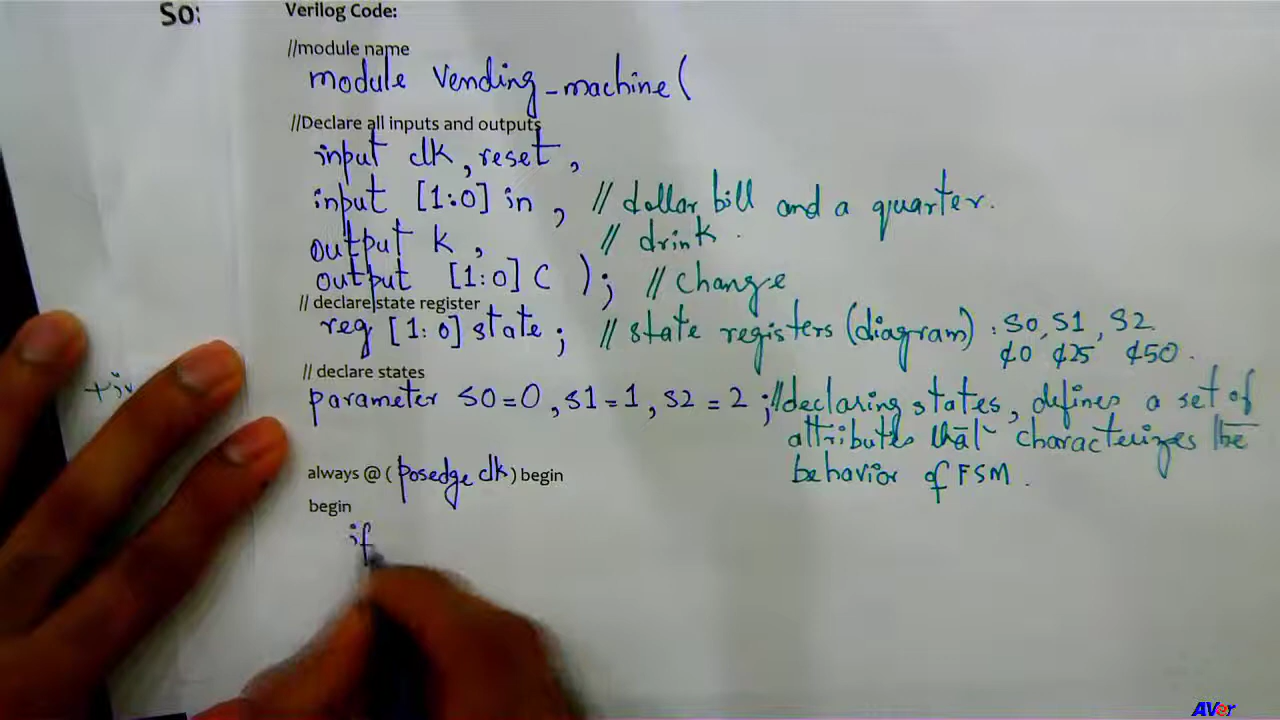 So:
Verilog Code:
//module name
module Vending_machine(
//Declare all inputs and outputs
input clk, reset,
input [1:0] in, // dollar bill and a quarter.
output k, // drink.
output [1:0] C ); // Change
// declare state register
reg [1:0] state; // state registers (diagram) : S0, S1, S2
¢0 ¢25 ¢50.
// declare states
parameter S0=0, S1=1, S2=2;//declaring states, defines a set of
attributes that characterizes the
behavior of FSM.
always @ (posedge clk) begin
begin
if
AVer